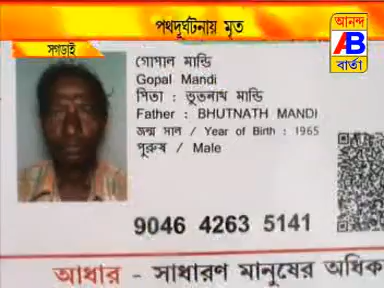 পথদুর্ঘটনায় মৃত
সগড়াই
আনন্দ
AB
বার্তা
গোপাল মান্ডি
Gopal Mandi
পিতা : ভুতনাথ মান্ডি
Father : BHUTNATH MANDI
জন্ম সাল / Year of Birth : 1965
পুরুষ / Male
9046 4263 5141
আধার - সাধারণ মানুষের অধিক